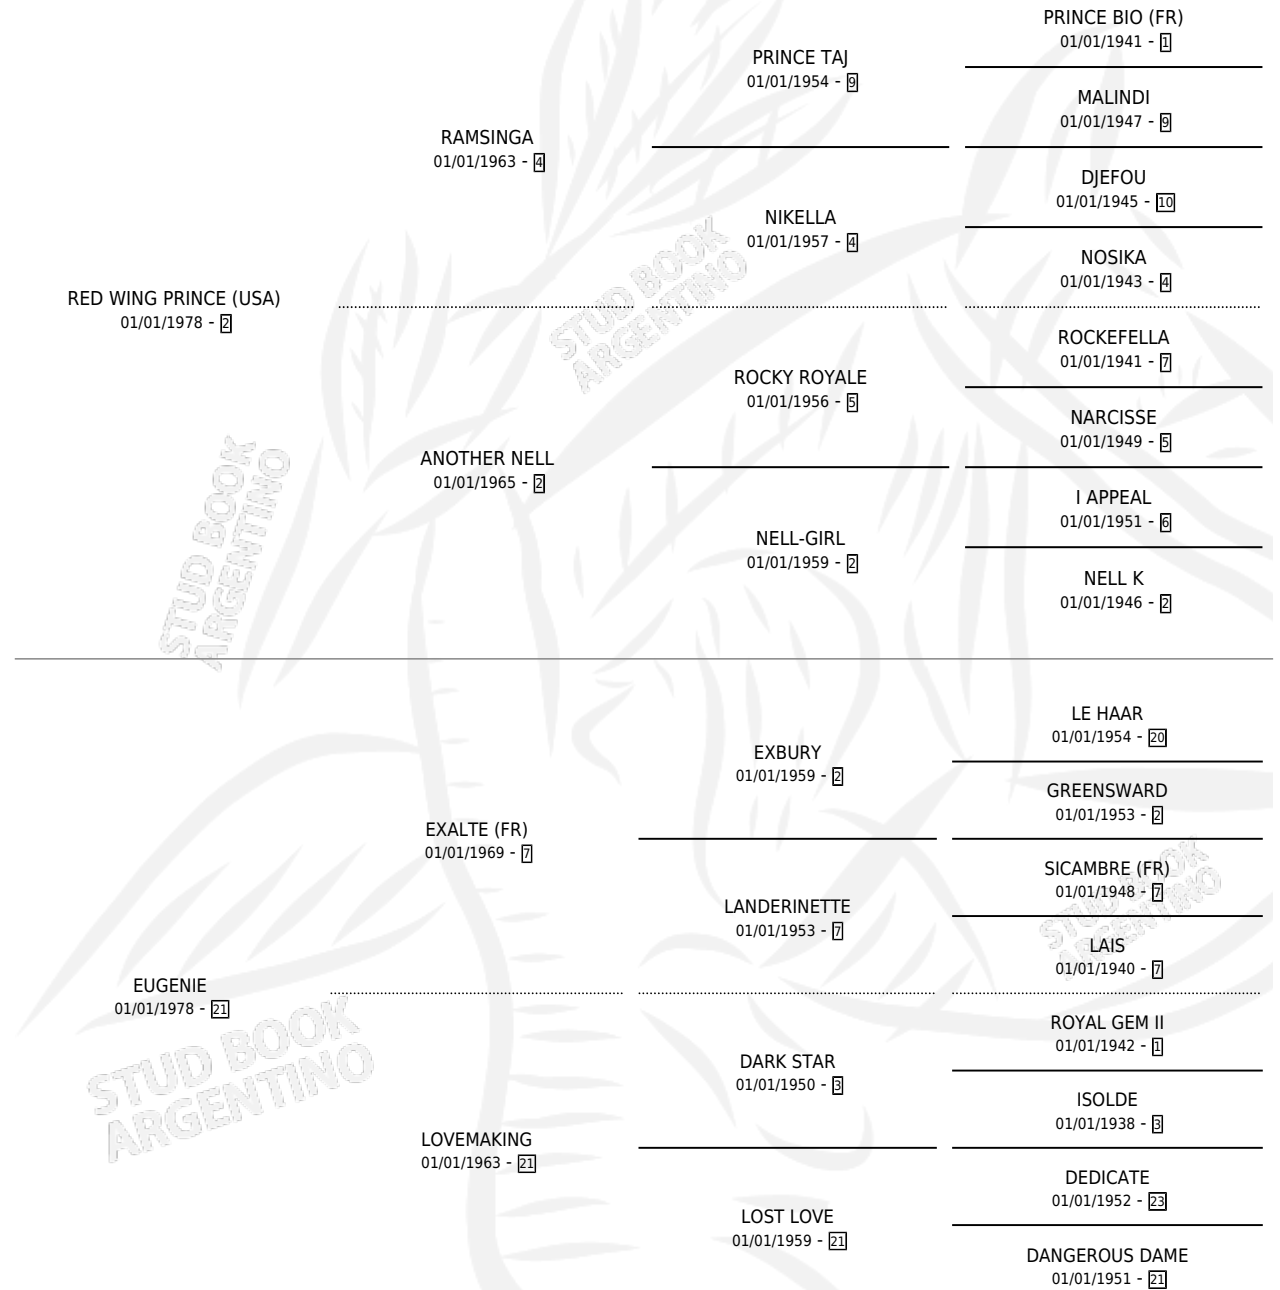 PRINCE BIO (FR)
01/01/1941 - 1
PRINCE TAJ
01/01/1954 - 9
MALINDI
01/01/1947 - 9
RAMSINGA
01/01/1963 - 4
DJEFOU
01/01/1945 - 10
NIKELLA
01/01/1957 - 4
NOSIKA
01/01/1943 - 4
RED WING PRINCE (USA)
01/01/1978 - 2
ROCKEFELLA
01/01/1941 - 7
ROCKY ROYALE
01/01/1956 - 5
NARCISSE
01/01/1949 - 5
ANOTHER NELL
01/01/1965 - 2
I APPEAL
01/01/1951 - 6
NELL-GIRL
01/01/1959 - 2
NELL K
01/01/1946 - 2
LE HAAR
01/01/1954 - 20
EXBURY
01/01/1959 - 2
GREENSWARD
01/01/1953 - 2
EXALTE (FR)
01/01/1969 - 7
SICAMBRE (FR)
01/01/1948 - 7
LANDERINETTE
01/01/1953 - 7
LAIS
01/01/1940 - 7
EUGENIE
01/01/1978 - 21
ROYAL GEM II
01/01/1942 - 1
DARK STAR
01/01/1950 - 3
ISOLDE
01/01/1938 - 3
LOVEMAKING
01/01/1963 - 21
DEDICATE
01/01/1952 - 23
LOST LOVE
01/01/1959 - 21
DANGEROUS DAME
01/01/1951 - 21
STUD BOOK
ARGENTINO
STUD BOOK
ARGENTINO
STUD BOOK
ARGENTINO
STUD BOOK
ARGENTINO